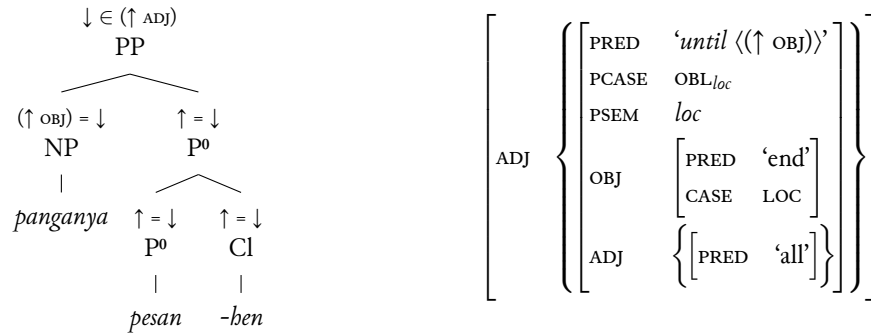 ↓ ∈ (↑ ADJ)
PP
(↑ OBJ) = ↓ ↑ = ↓
NP P⁰
panganya ↑ = ↓ ↑ = ↓
P⁰ Cl
pesan -hen
ADJ
PRED ‘until ⟨(↑ OBJ)⟩’
PCASE OBLloc
PSEM loc
OBJ
PRED ‘end’
CASE LOC
ADJ { [ PRED ‘all’ ] }